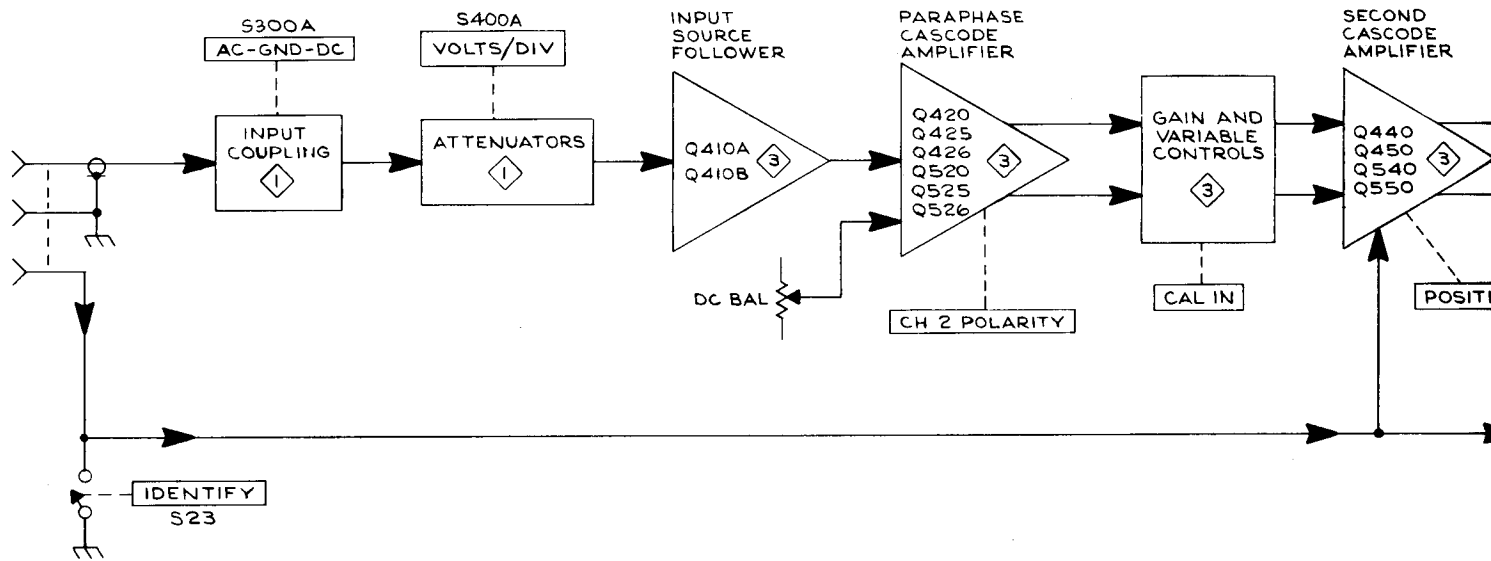 S300A
AC-GND-DC
INPUT
COUPLING
1
S400A
VOLTS/DIV
ATTENUATORS
1
INPUT
SOURCE
FOLLOWER
Q410A
Q410B
3
PARAPHASE
CASCODE
AMPLIFIER
Q420
Q425
Q426
Q520
Q525
Q526
3
DC BAL
CH 2 POLARITY
GAIN AND
VARIABLE
CONTROLS
3
CAL IN
SECOND
CASCODE
AMPLIFIER
Q440
Q450
Q540
Q550
3
POSITI
IDENTIFY
S23